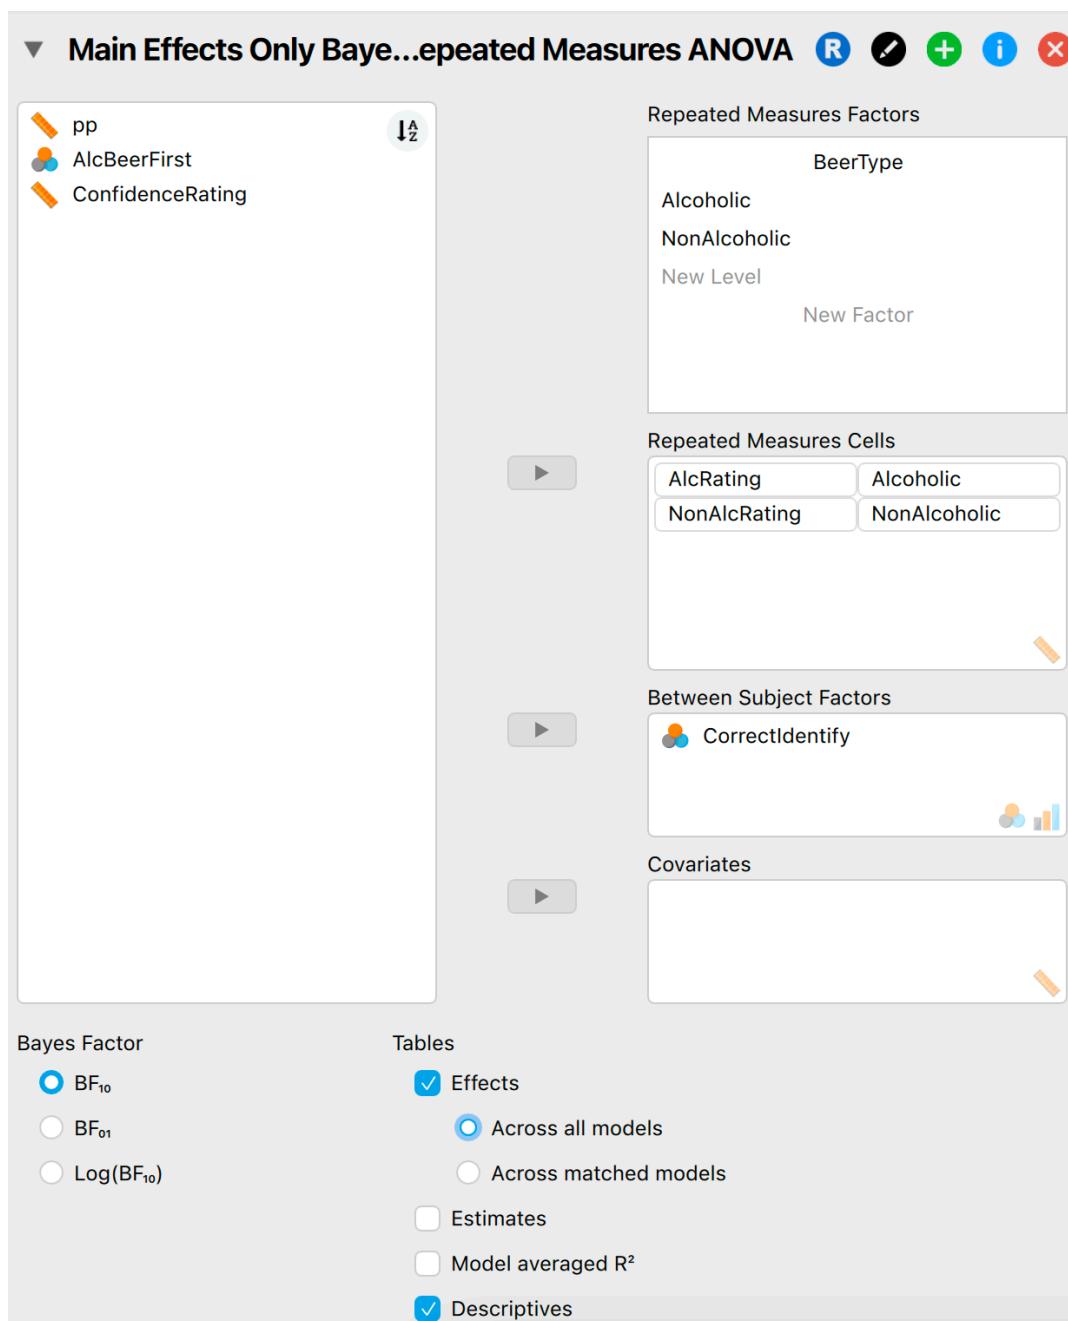 Main Effects Only Baye...epeated Measures ANOVA R + i ×
pp
AlcBeerFirst
ConfidenceRating
A
Z
Repeated Measures Factors
BeerType
Alcoholic
NonAlcoholic
New Level
New Factor
Repeated Measures Cells
AlcRating Alcoholic
NonAlcRating NonAlcoholic
Between Subject Factors
CorrectIdentify
Covariates
Bayes Factor
BF₁₀
BF₀₁
Log(BF₁₀)
Tables
Effects
Across all models
Across matched models
Estimates
Model averaged R²
Descriptives